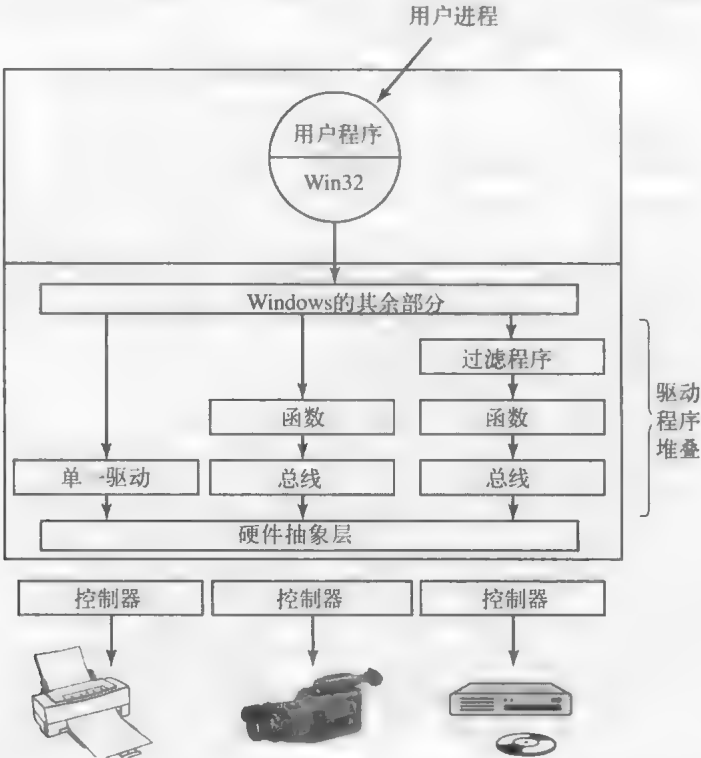 用户进程
用户程序
Win32
Windows的其余部分
过滤程序
函数
函数
单一驱动
总线
总线
驱动
程序
堆叠
硬件抽象层
控制器
控制器
控制器